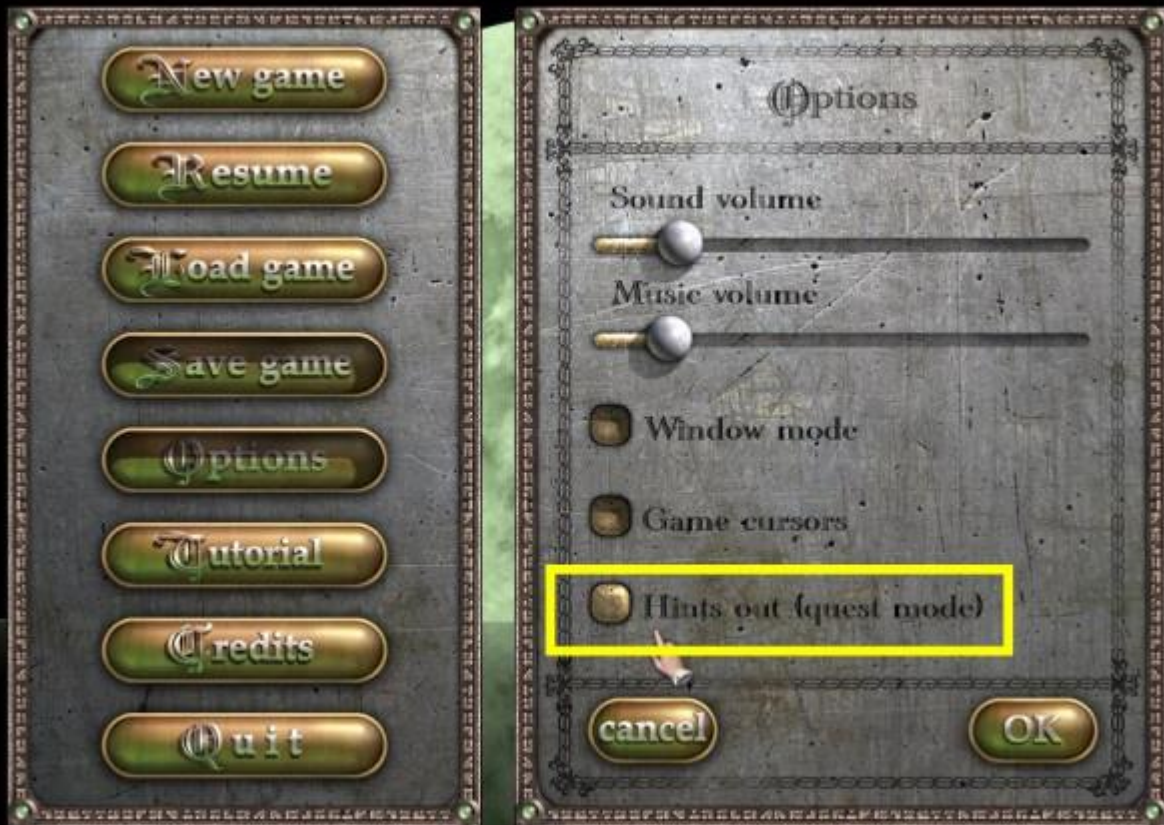 New game
Resume
Load game
Save game
Options
Tutorial
Credits
Quit
Options
Sound volume
Music volume
Window mode
Game cursors
Hints out (quest mode)
cancel
OK